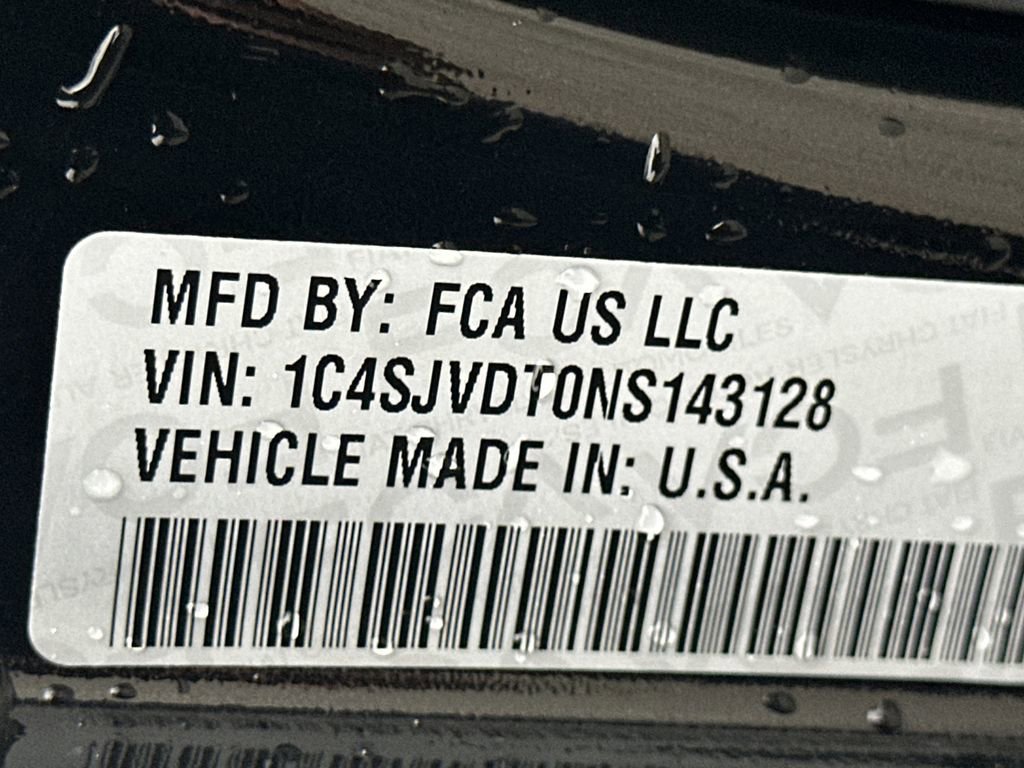 MFD BY: FCA US LLC
VIN: 1C4SJVDT0NS143128
VEHICLE MADE IN: U.S.A.